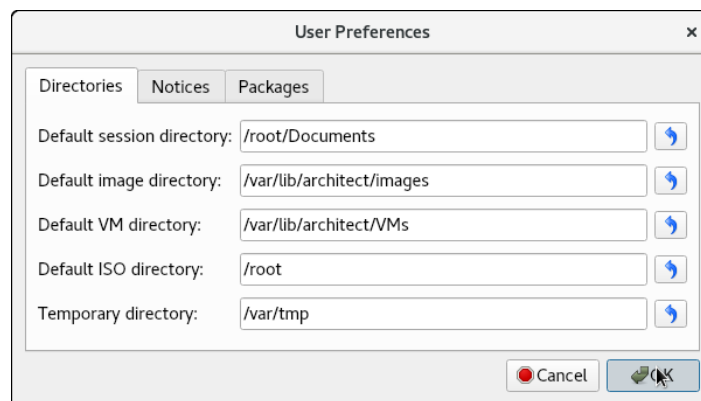 User Preferences ×
Directories Notices Packages
Default session directory: /root/Documents
Default image directory: /var/lib/architect/images
Default VM directory: /var/lib/architect/VMs
Default ISO directory: /root
Temporary directory: /var/tmp
Cancel OK